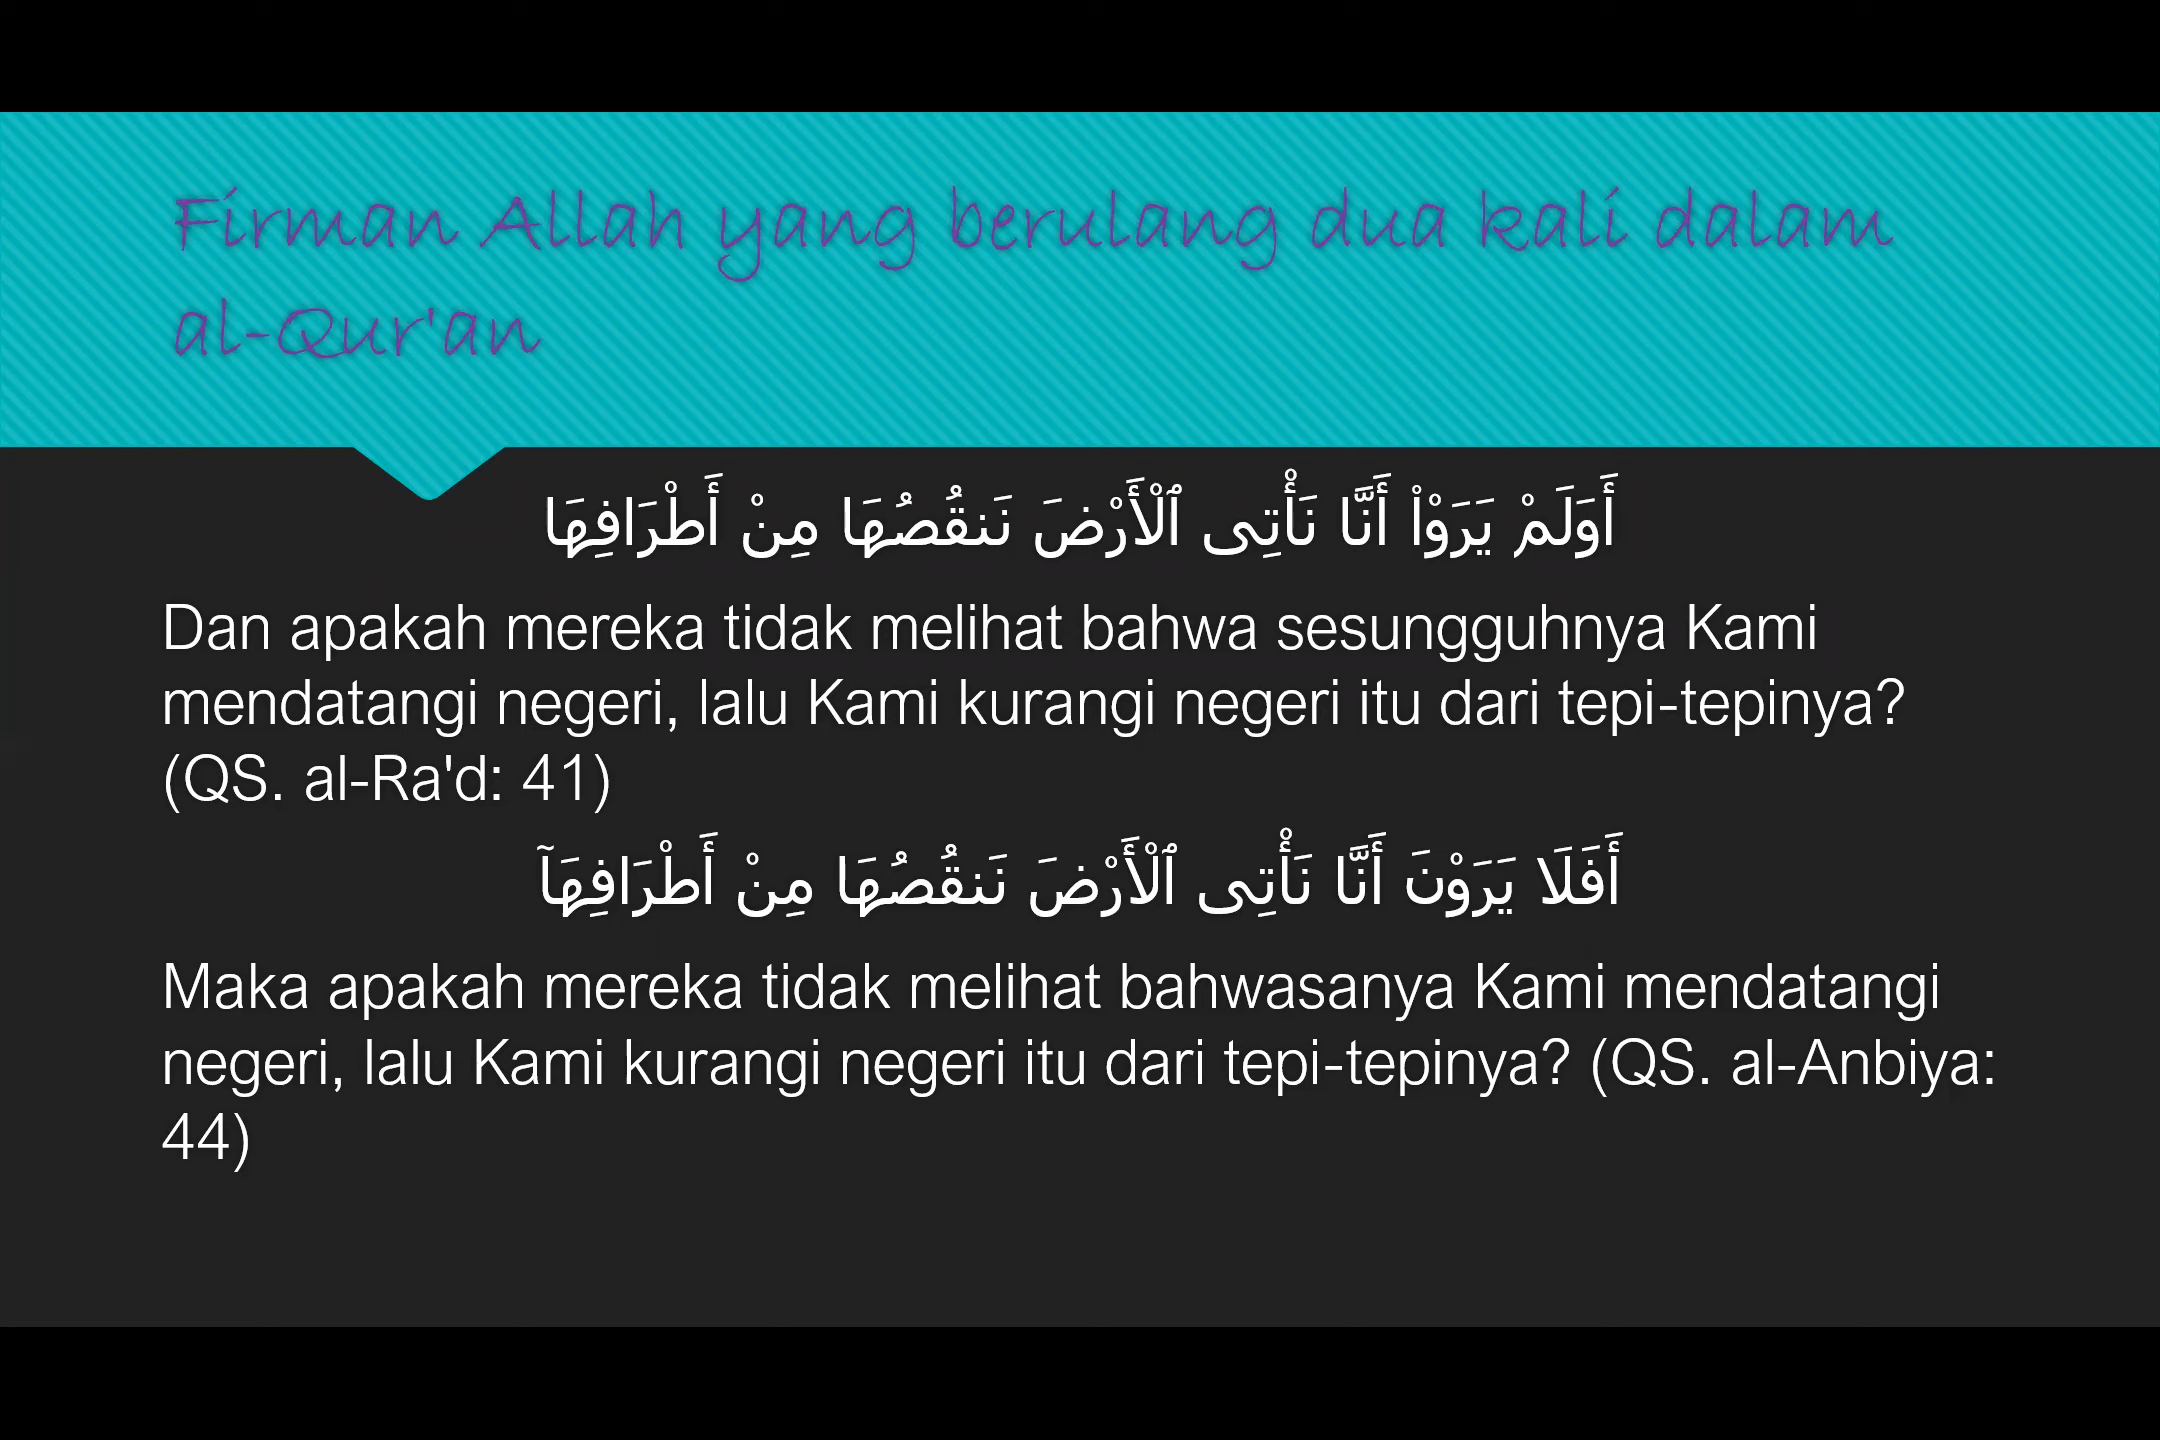 Firman Allah yang berulang dua kali dalam
al-Qur'an
أَوَلَمْ يَرَوْا۟ أَنَّا نَأْتِى ٱلْأَرْضَ نَنقُصُهَا مِنْ أَطْرَافِهَا
Dan apakah mereka tidak melihat bahwa sesungguhnya Kami
mendatangi negeri, lalu Kami kurangi negeri itu dari tepi-tepinya?
(QS. al-Ra'd: 41)
أَفَلَا يَرَوْنَ أَنَّا نَأْتِى ٱلْأَرْضَ نَنقُصُهَا مِنْ أَطْرَافِهَآ
Maka apakah mereka tidak melihat bahwasanya Kami mendatangi
negeri, lalu Kami kurangi negeri itu dari tepi-tepinya? (QS. al-Anbiya:
44)